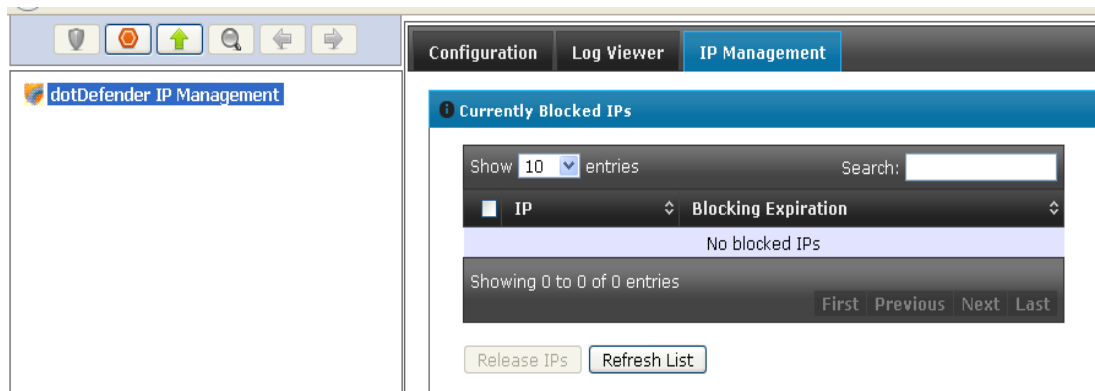 Configuration Log Viewer IP Management
dotDefender IP Management
Currently Blocked IPs
Show 10 entries Search:
IP Blocking Expiration
No blocked IPs
Showing 0 to 0 of 0 entries
First Previous Next Last
Release IPs Refresh List